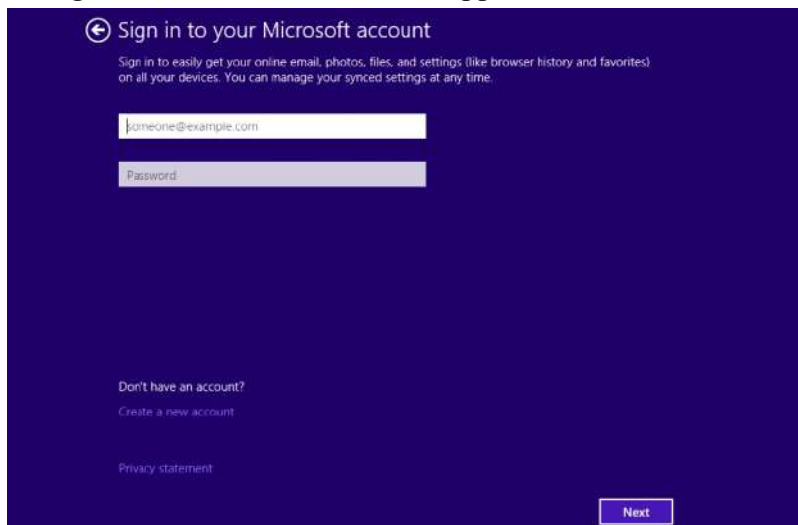 Sign in to your Microsoft account
Sign in to easily get your online email, photos, files, and settings (like browser history and favorites)
on all your devices. You can manage your synced settings at any time.
someone@example.com
Password
Don't have an account?
Create a new account
Privacy statement
Next